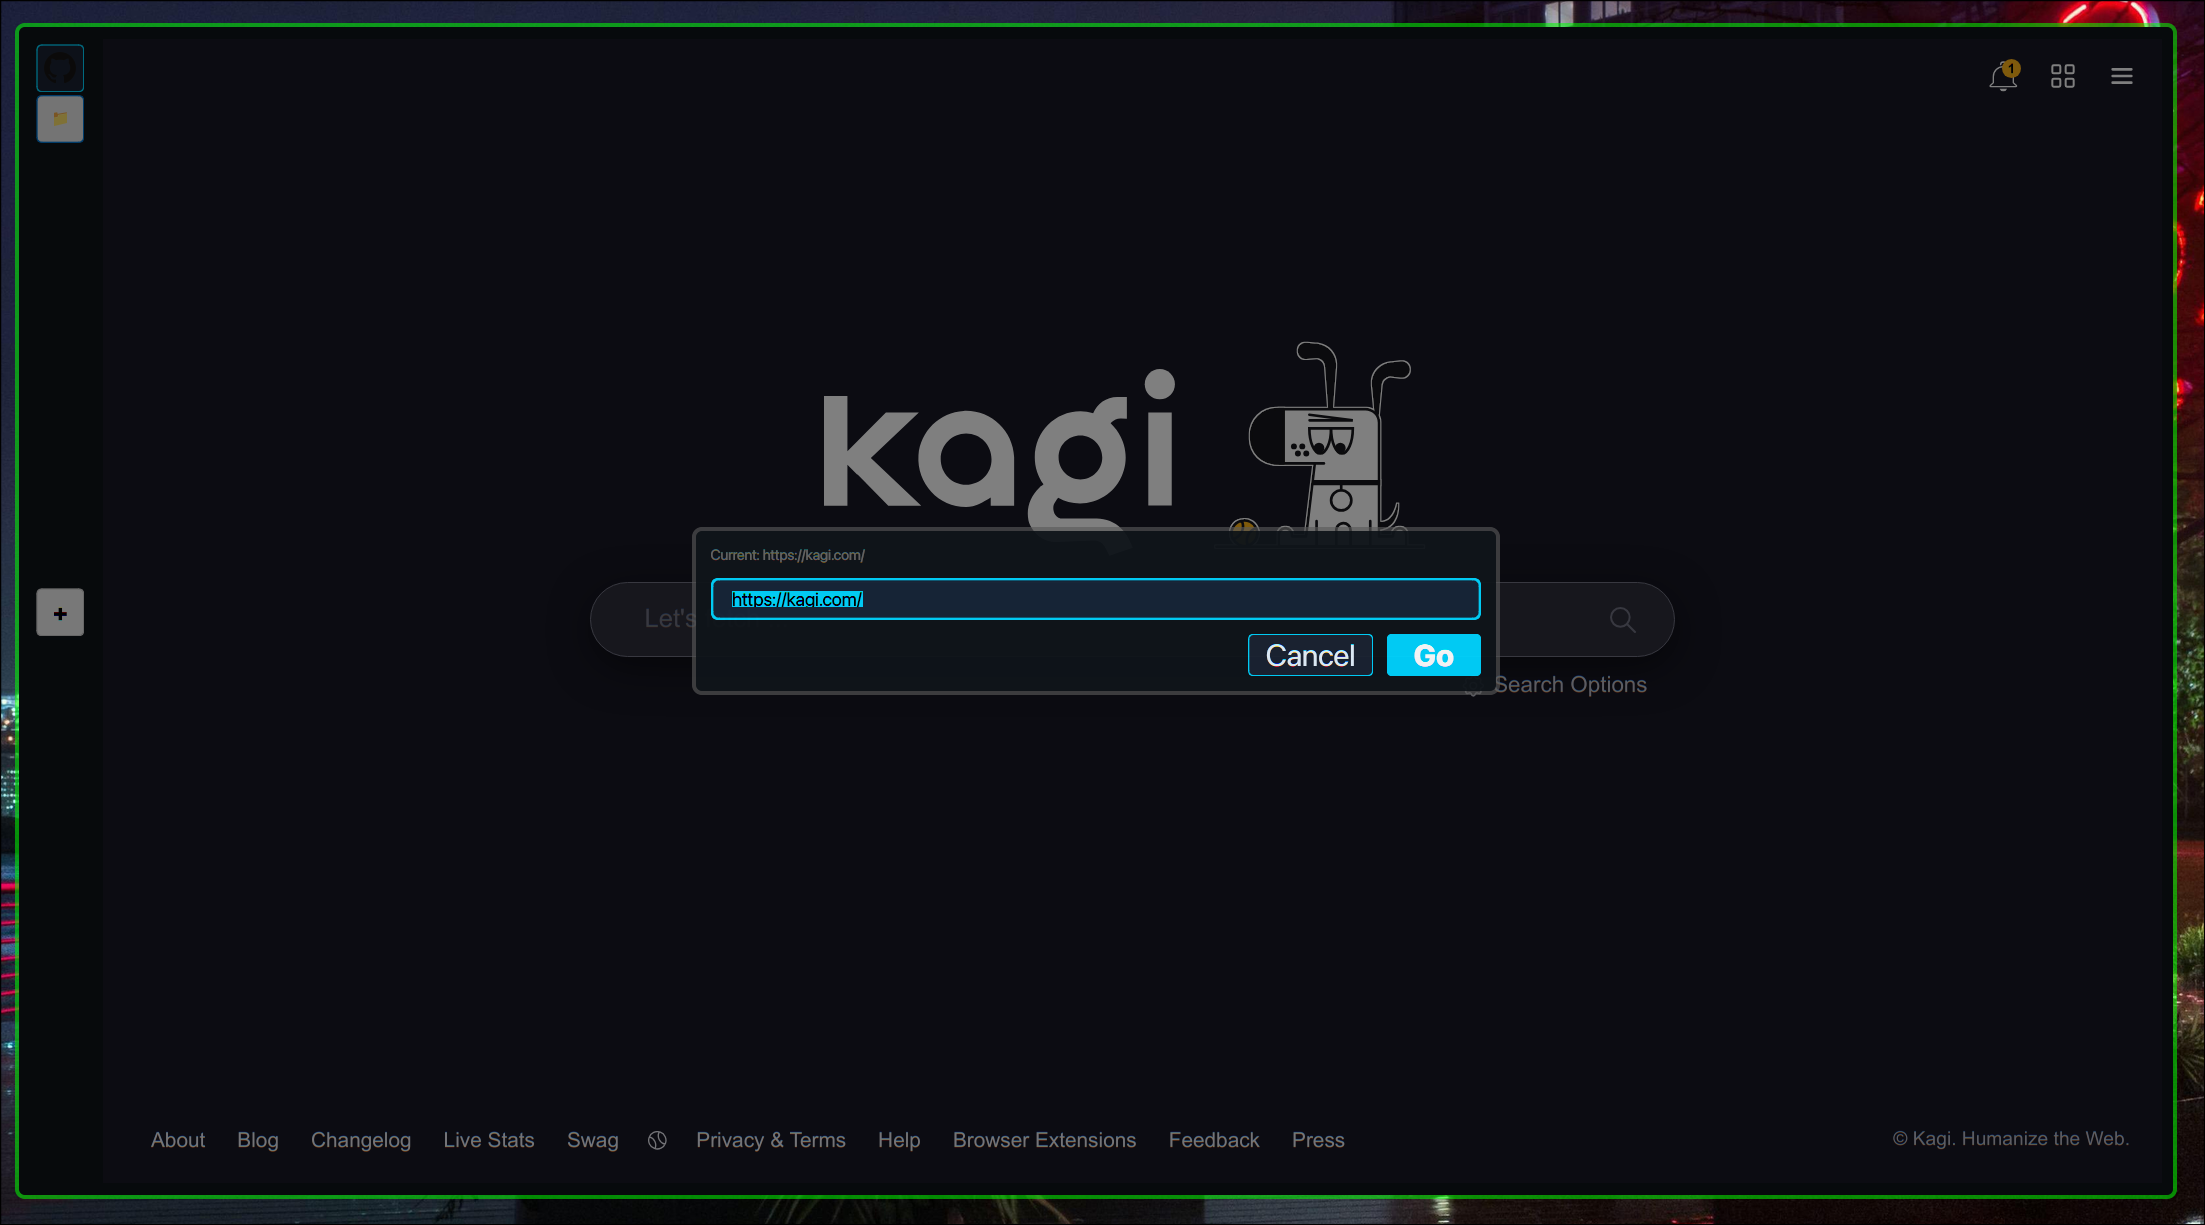 1
kagi
Current: https://kagi.com/
https://kagi.com/
Let's
Cancel
Go
Search Options
About
Blog
Changelog
Live Stats
Swag
Privacy & Terms
Help
Browser Extensions
Feedback
Press
© Kagi. Humanize the Web.